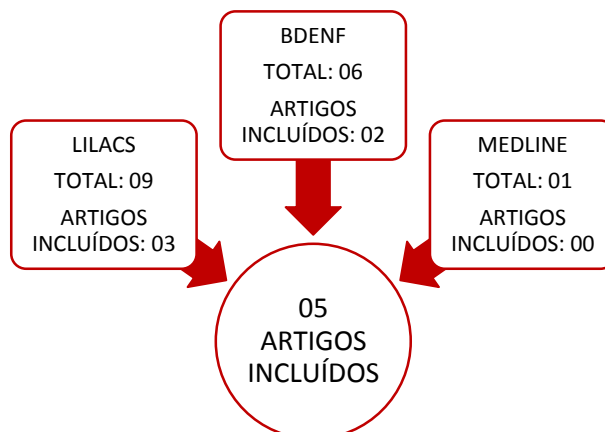 BDENF
TOTAL: 06
ARTIGOS
INCLUÍDOS: 02
LILACS
TOTAL: 09
ARTIGOS
INCLUÍDOS: 03
MEDLINE
TOTAL: 01
ARTIGOS
INCLUÍDOS: 00
05
ARTIGOS
INCLUÍDOS